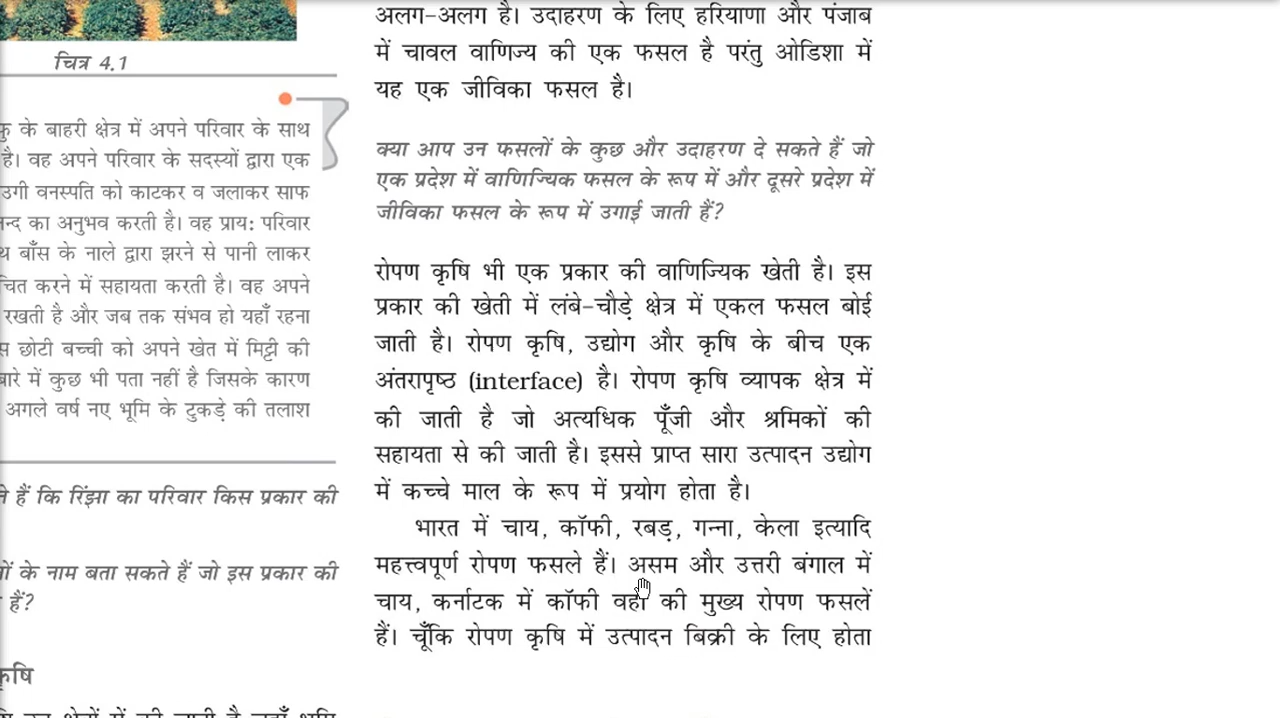 चित्र 4.1
के बाहरी क्षेत्र में अपने परिवार के साथ
है। वह अपने परिवार के सदस्यों द्वारा एक
उगी वनस्पति को काटकर व जलाकर साफ
का अनुभव करती है। वह प्राय: परिवार
बाँस के नाले द्वारा झरने से पानी लाकर
करने में सहायता करती है। वह अपने
रखती है और जब तक संभव हो यहाँ रहना
छोटी बच्ची को अपने खेत में मिट्टी की
बारे में कुछ भी पता नहीं है जिसके कारण
अगले वर्ष नए भूमि के टुकड़े की तलाश
हैं कि रिंझा का परिवार किस प्रकार की
के नाम बता सकते हैं जो इस प्रकार की
हैं?
अलग-अलग है। उदाहरण के लिए हरियाणा और पंजाब
में चावल वाणिज्य की एक फसल है परंतु ओडिशा में
यह एक जीविका फसल है।
क्या आप उन फसलों के कुछ और उदाहरण दे सकते हैं जो
एक प्रदेश में वाणिज्यिक फसल के रूप में और दूसरे प्रदेश में
जीविका फसल के रूप में उगाई जाती हैं?
रोपण कृषि भी एक प्रकार की वाणिज्यिक खेती है। इस
प्रकार की खेती में लंबे-चौड़े क्षेत्र में एकल फसल बोई
जाती है। रोपण कृषि, उद्योग और कृषि के बीच एक
अंतरापृष्ठ (interface) है। रोपण कृषि व्यापक क्षेत्र में
की जाती है जो अत्यधिक पूँजी और श्रमिकों की
सहायता से की जाती है। इससे प्राप्त सारा उत्पादन उद्योग
में कच्चे माल के रूप में प्रयोग होता है।
भारत में चाय, कॉफी, रबड़, गन्ना, केला इत्यादि
महत्त्वपूर्ण रोपण फसले हैं। असम और उत्तरी बंगाल में
चाय, कर्नाटक में कॉफी वहाँ की मुख्य रोपण फसलें
हैं। चूँकि रोपण कृषि में उत्पादन बिक्री के लिए होता